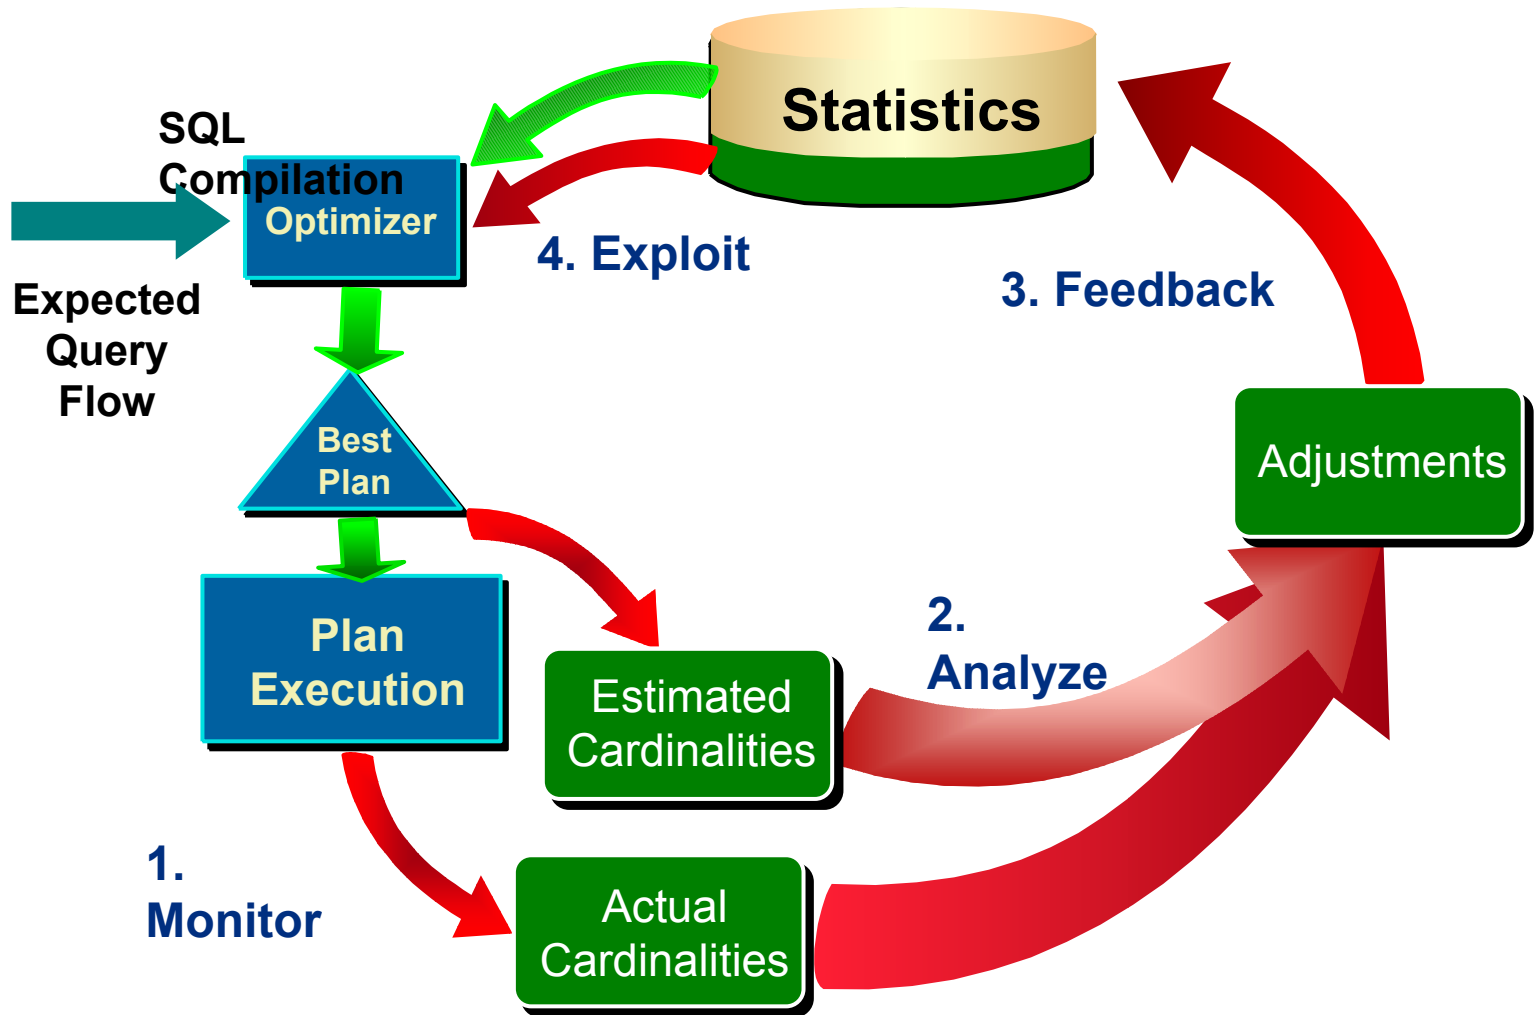 Statistics
SQL
Compilation
Optimizer
4. Exploit
3. Feedback
Expected
Query
Flow
Best
Plan
Adjustments
Plan
Execution
2.
Analyze
Estimated
Cardinalities
1.
Monitor
Actual
Cardinalities